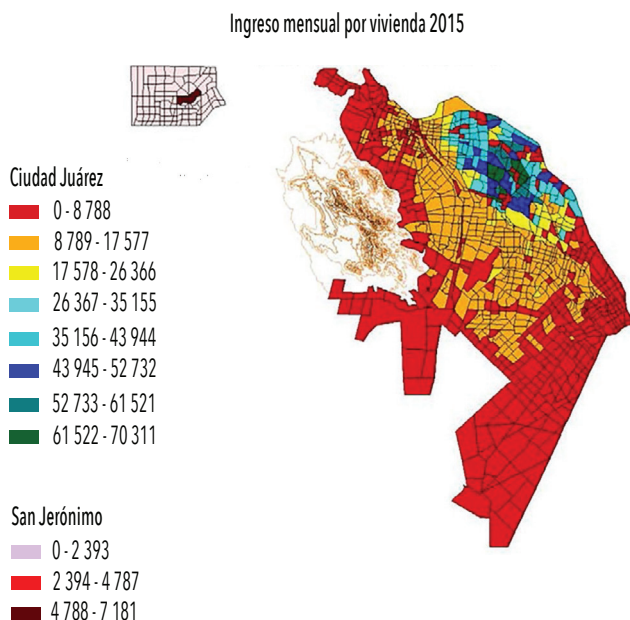 Ingreso mensual por vivienda 2015
Ciudad Juárez
0 - 8 788
8 789 - 17 577
17 578 - 26 366
26 367 - 35 155
35 156 - 43 944
43 945 - 52 732
52 733 - 61 521
61 522 - 70 311
San Jerónimo
0 - 2 393
2 394 - 4 787
4 788 - 7 181